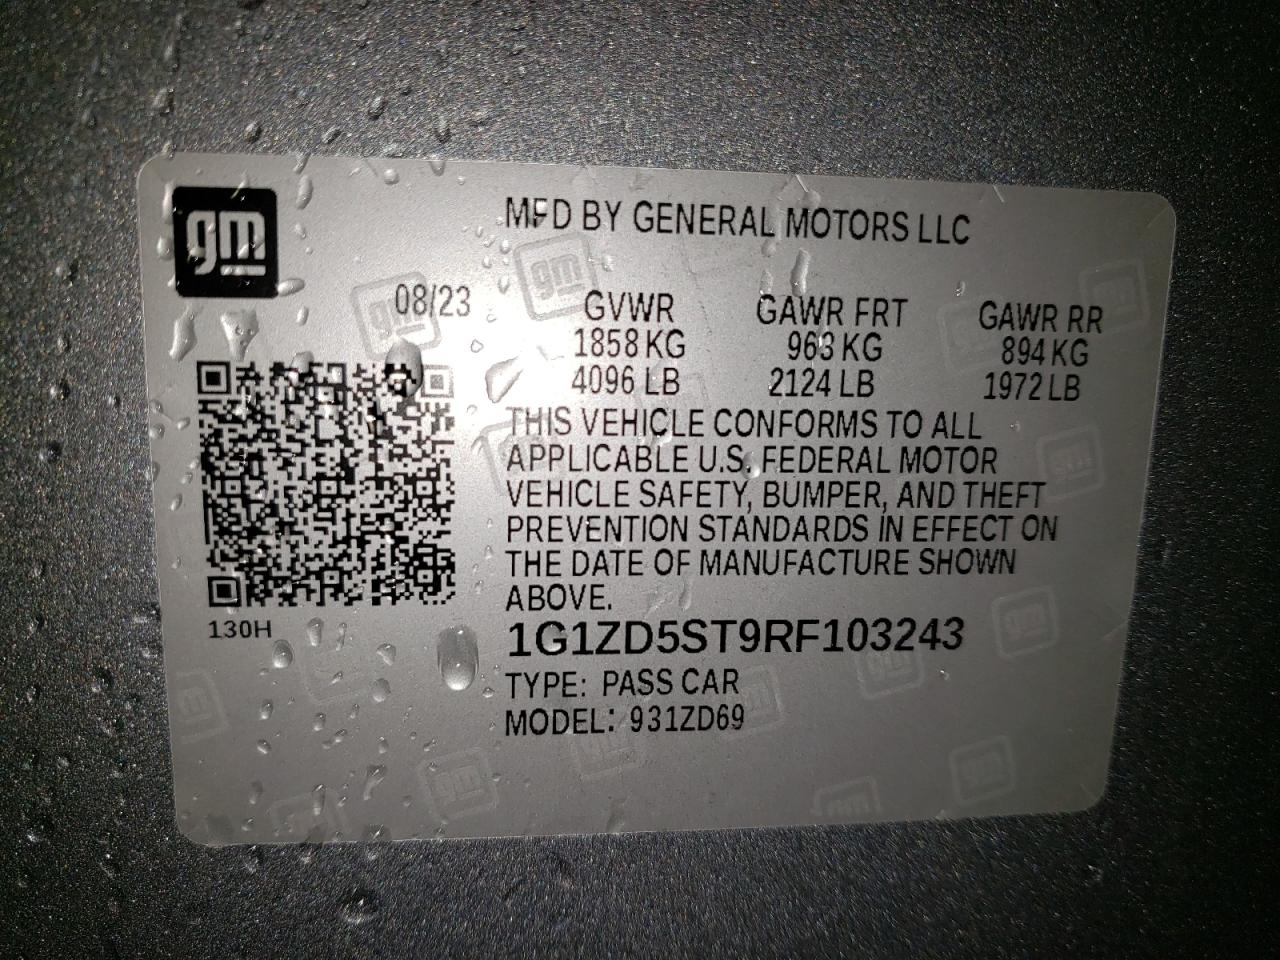 gm
MFD BY GENERAL MOTORS LLC
08/23
GVWR GAWR FRT GAWR RR
1858 KG 963 KG 894 KG
4096 LB 2124 LB 1972 LB
THIS VEHICLE CONFORMS TO ALL
APPLICABLE U.S. FEDERAL MOTOR
VEHICLE SAFETY, BUMPER, AND THEFT
PREVENTION STANDARDS IN EFFECT ON
THE DATE OF MANUFACTURE SHOWN
ABOVE.
130H
1G1ZD5ST9RF103243
TYPE: PASS CAR
MODEL: 931ZD69